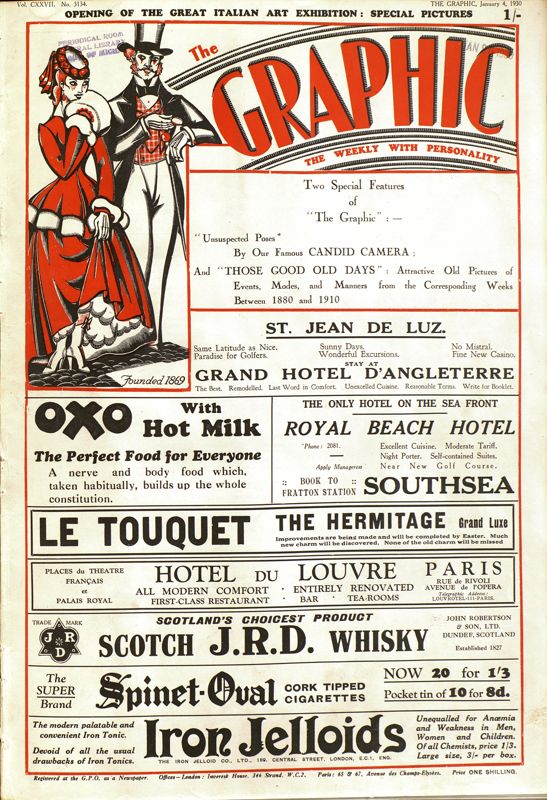 Vol. CXXVII. No. 3134.
THE GRAPHIC, January 4, 1930
OPENING OF THE GREAT ITALIAN ART EXHIBITION : SPECIAL PICTURES
1/-
PERIODICAL ROOM
The
GRAPHIC
THE WEEKLY WITH PERSONALITY
Two Special Features
of
"The Graphic" : —
"Unsuspected Poses"
By Our Famous CANDID CAMERA ;
And "THOSE GOOD OLD DAYS" : Attractive Old Pictures of
Events, Modes, and Manners from the Corresponding Weeks
Between 1880 and 1910
Founded 1869
ST. JEAN DE LUZ.
Same Latitude as Nice. Sunny Days. No Mistral.
Paradise for Golfers. Wonderful Excursions. Fine New Casino.
STAY AT
GRAND HOTEL D'ANGLETERRE
The Best. Remodelled. Last Word in Comfort. Unexcelled Cuisine. Reasonable Terms. Write for Booklet.
OXO With
Hot Milk
The Perfect Food for Everyone
A nerve and body food which,
taken habitually, builds up the whole
constitution.
THE ONLY HOTEL ON THE SEA FRONT
ROYAL BEACH HOTEL
'Phone: 2081. Excellent Cuisine. Moderate Tariff.
Night Porter. Self-contained Suites.
Apply Manageress Near New Golf Course.
:: BOOK TO ::
FRATTON STATION
SOUTHSEA
LE TOUQUET
THE HERMITAGE Grand Luxe
Improvements are being made and will be completed by Easter. Much
new charm will be discovered, None of the old charm will be missed
PLACES DU THEATRE
FRANÇAIS
et
PALAIS ROYAL
HOTEL DU LOUVRE
ALL MODERN COMFORT · ENTIRELY RENOVATED
FIRST-CLASS RESTAURANT · BAR · TEA-ROOMS
PARIS
RUE DE RIVOLI
AVENUE DE L'OPERA
Telegraphic Address:
LOUVROTEL-111-PARIS.
TRADE MARK
J R D
SCOTLAND'S CHOICEST PRODUCT
SCOTCH J.R.D. WHISKY
JOHN ROBERTSON
& SON, LTD.
DUNDEE, SCOTLAND
Established 1827
The
SUPER
Brand
Spinet-Oval CORK TIPPED
CIGARETTES
NOW 20 for 1'3
Pocket tin of 10 for 8d.
The modern palatable and
convenient Iron Tonic.
Devoid of all the usual
drawbacks of Iron Tonics.
Iron Jelloids
THE IRON JELLOID CO., LTD., 189, CENTRAL STREET, LONDON, E.C.1, ENG.
Unequalled for Anæmia
and Weakness in Men,
Women and Children.
Of all Chemists, price 1/3.
Large size, 3/- per box.
Registered at the G.P.O. as a Newspaper. Offices—London: Inveresk House, 346 Strand, W.C.2. Paris: 65 & 67, Avenue des Champs-Elysées. Price ONE SHILLING.